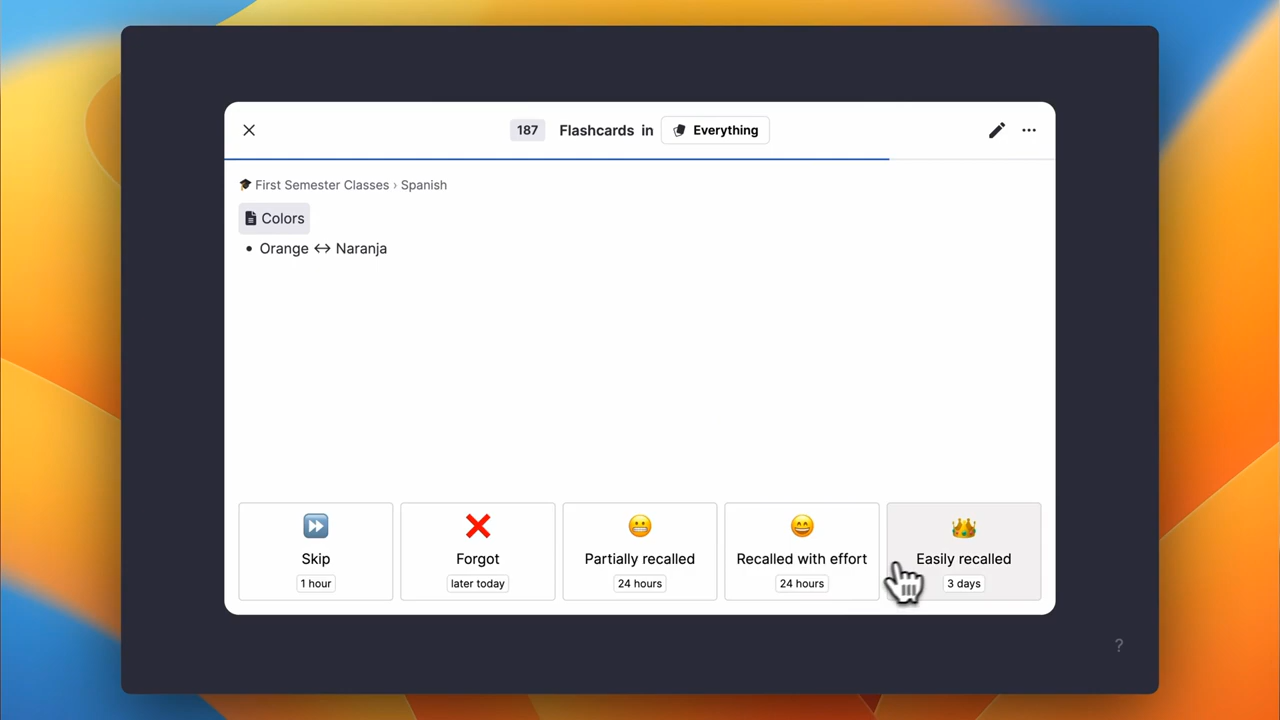 187 Flashcards in Everything
First Semester Classes › Spanish
Colors
• Orange ↔ Naranja
Skip
1 hour
Forgot
later today
Partially recalled
24 hours
Recalled with effort
24 hours
Easily recalled
3 days
?